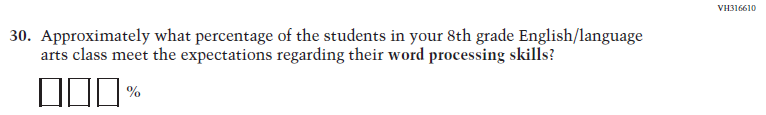 VH316610
30. Approximately what percentage of the students in your 8th grade English/language
arts class meet the expectations regarding their word processing skills?
%